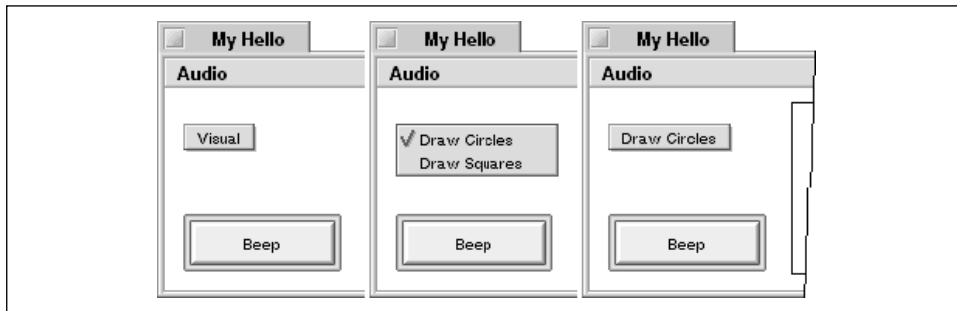 My Hello
Audio
Visual
Beep
My Hello
Audio
Draw Circles
Draw Squares
Beep
My Hello
Audio
Draw Circles
Beep